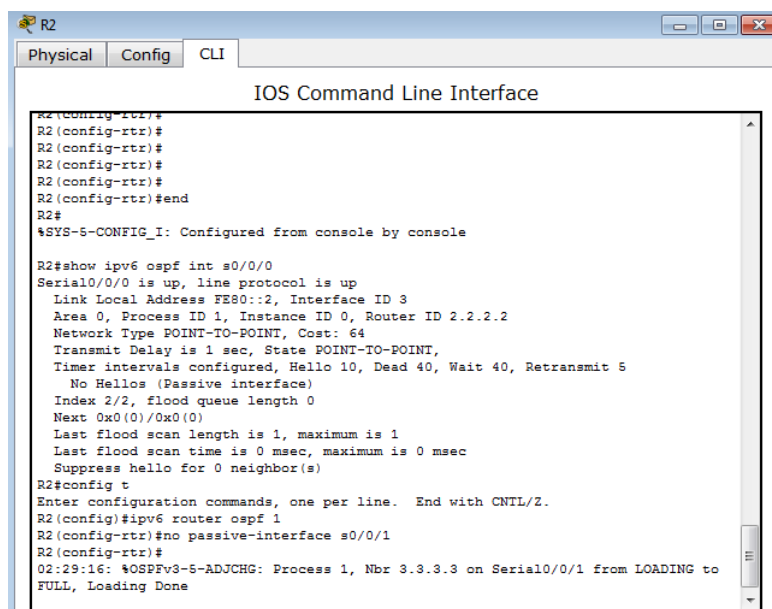 R2
Physical Config CLI
IOS Command Line Interface
R2(config-rtr)#
R2(config-rtr)#
R2(config-rtr)#
R2(config-rtr)#
R2(config-rtr)#
R2(config-rtr)#end
R2#
%SYS-5-CONFIG_I: Configured from console by console
R2#show ipv6 ospf int s0/0/0
Serial0/0/0 is up, line protocol is up
Link Local Address FE80::2, Interface ID 3
Area 0, Process ID 1, Instance ID 0, Router ID 2.2.2.2
Network Type POINT-TO-POINT, Cost: 64
Transmit Delay is 1 sec, State POINT-TO-POINT,
Timer intervals configured, Hello 10, Dead 40, Wait 40, Retransmit 5
No Hellos (Passive interface)
Index 2/2, flood queue length 0
Next 0x0(0)/0x0(0)
Last flood scan length is 1, maximum is 1
Last flood scan time is 0 msec, maximum is 0 msec
Suppress hello for 0 neighbor(s)
R2#config t
Enter configuration commands, one per line. End with CNTL/Z.
R2(config)#ipv6 router ospf 1
R2(config-rtr)#no passive-interface s0/0/1
R2(config-rtr)#
02:29:16: %OSPFv3-5-ADJCHG: Process 1, Nbr 3.3.3.3 on Serial0/0/1 from LOADING to
FULL, Loading Done